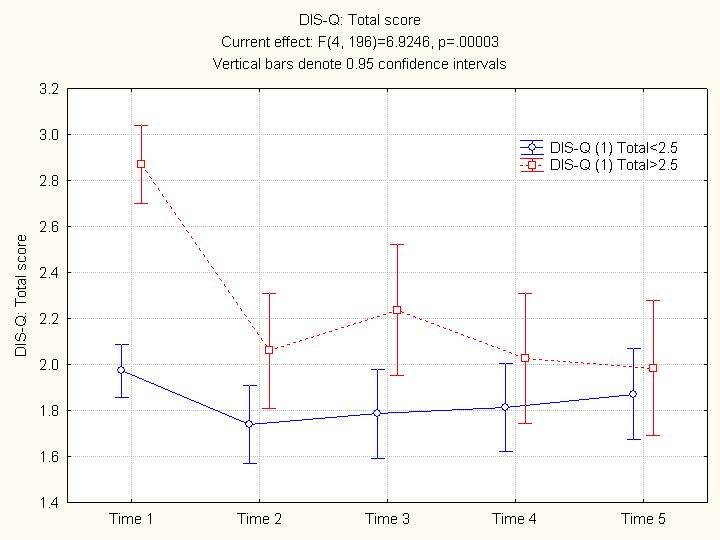 DIS-Q: Total score
Current effect: F(4, 196)=6.9246, p=.00003
Vertical bars denote 0.95 confidence intervals
3.2
3.0
2.8
2.6
2.4
2.2
2.0
1.8
1.6
1.4
DIS-Q: Total score
DIS-Q (1) Total<2.5
DIS-Q (1) Total>2.5
Time 1 Time 2 Time 3 Time 4 Time 5